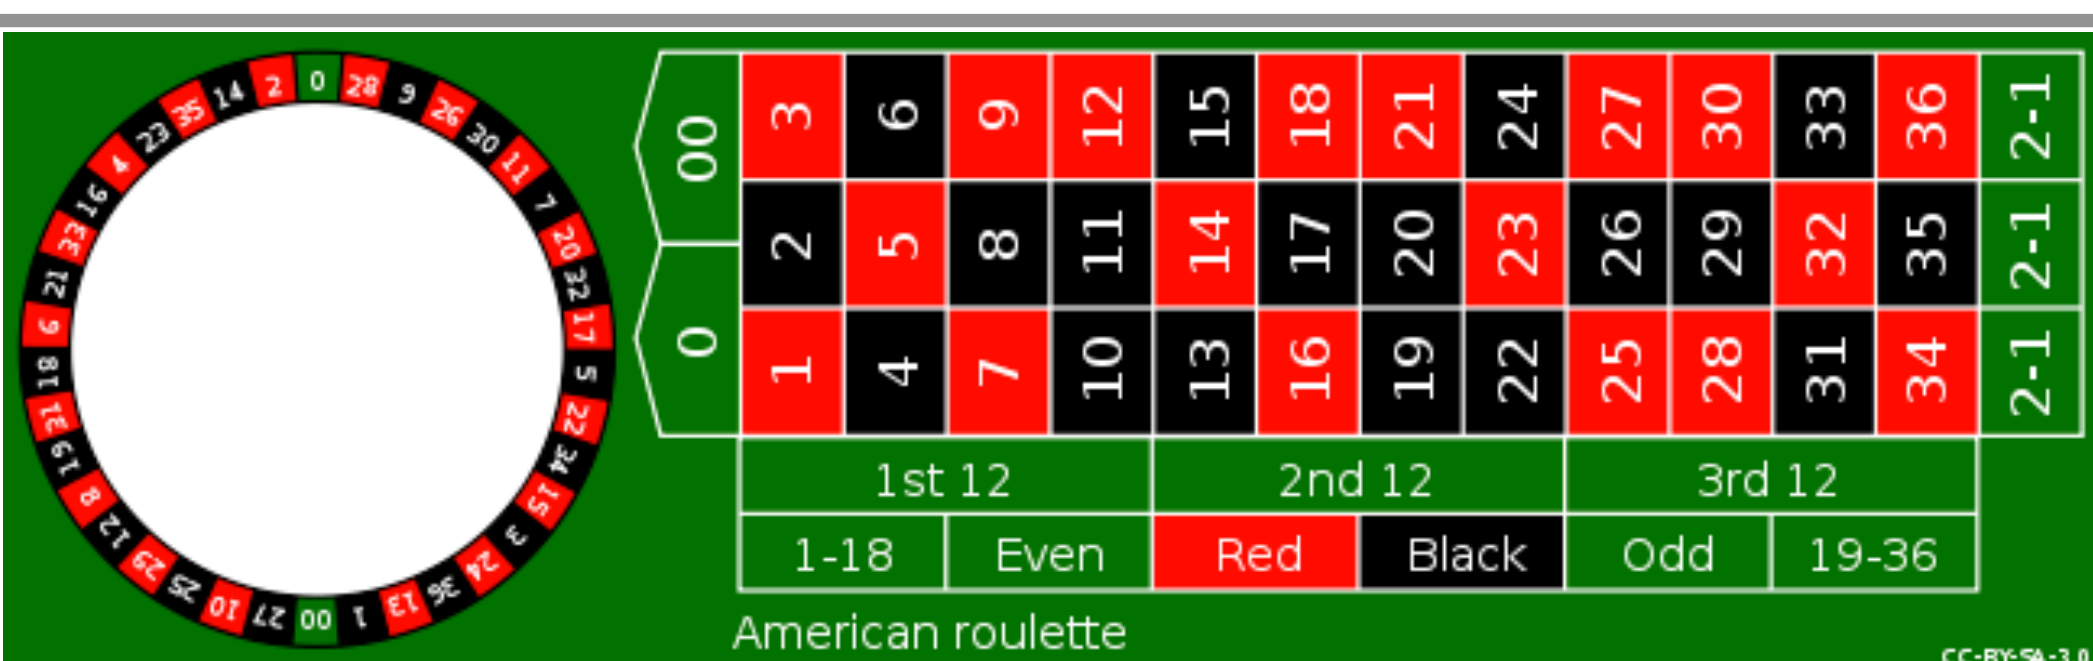 0 28 9 26 30 11 7 20 32 17 5 22 34 15 3 24 36 13 1 00 27 10 25 29 12 8 19 31 18 6 21 33 16 4 23 35 14 2
00
0
3 6 9 12 15 18 21 24 27 30 33 36 2-1
2 5 8 11 14 17 20 23 26 29 32 35 2-1
1 4 7 10 13 16 19 22 25 28 31 34 2-1
1st 12 2nd 12 3rd 12
1-18 Even Red Black Odd 19-36
American roulette
CC-BY-SA-3.0